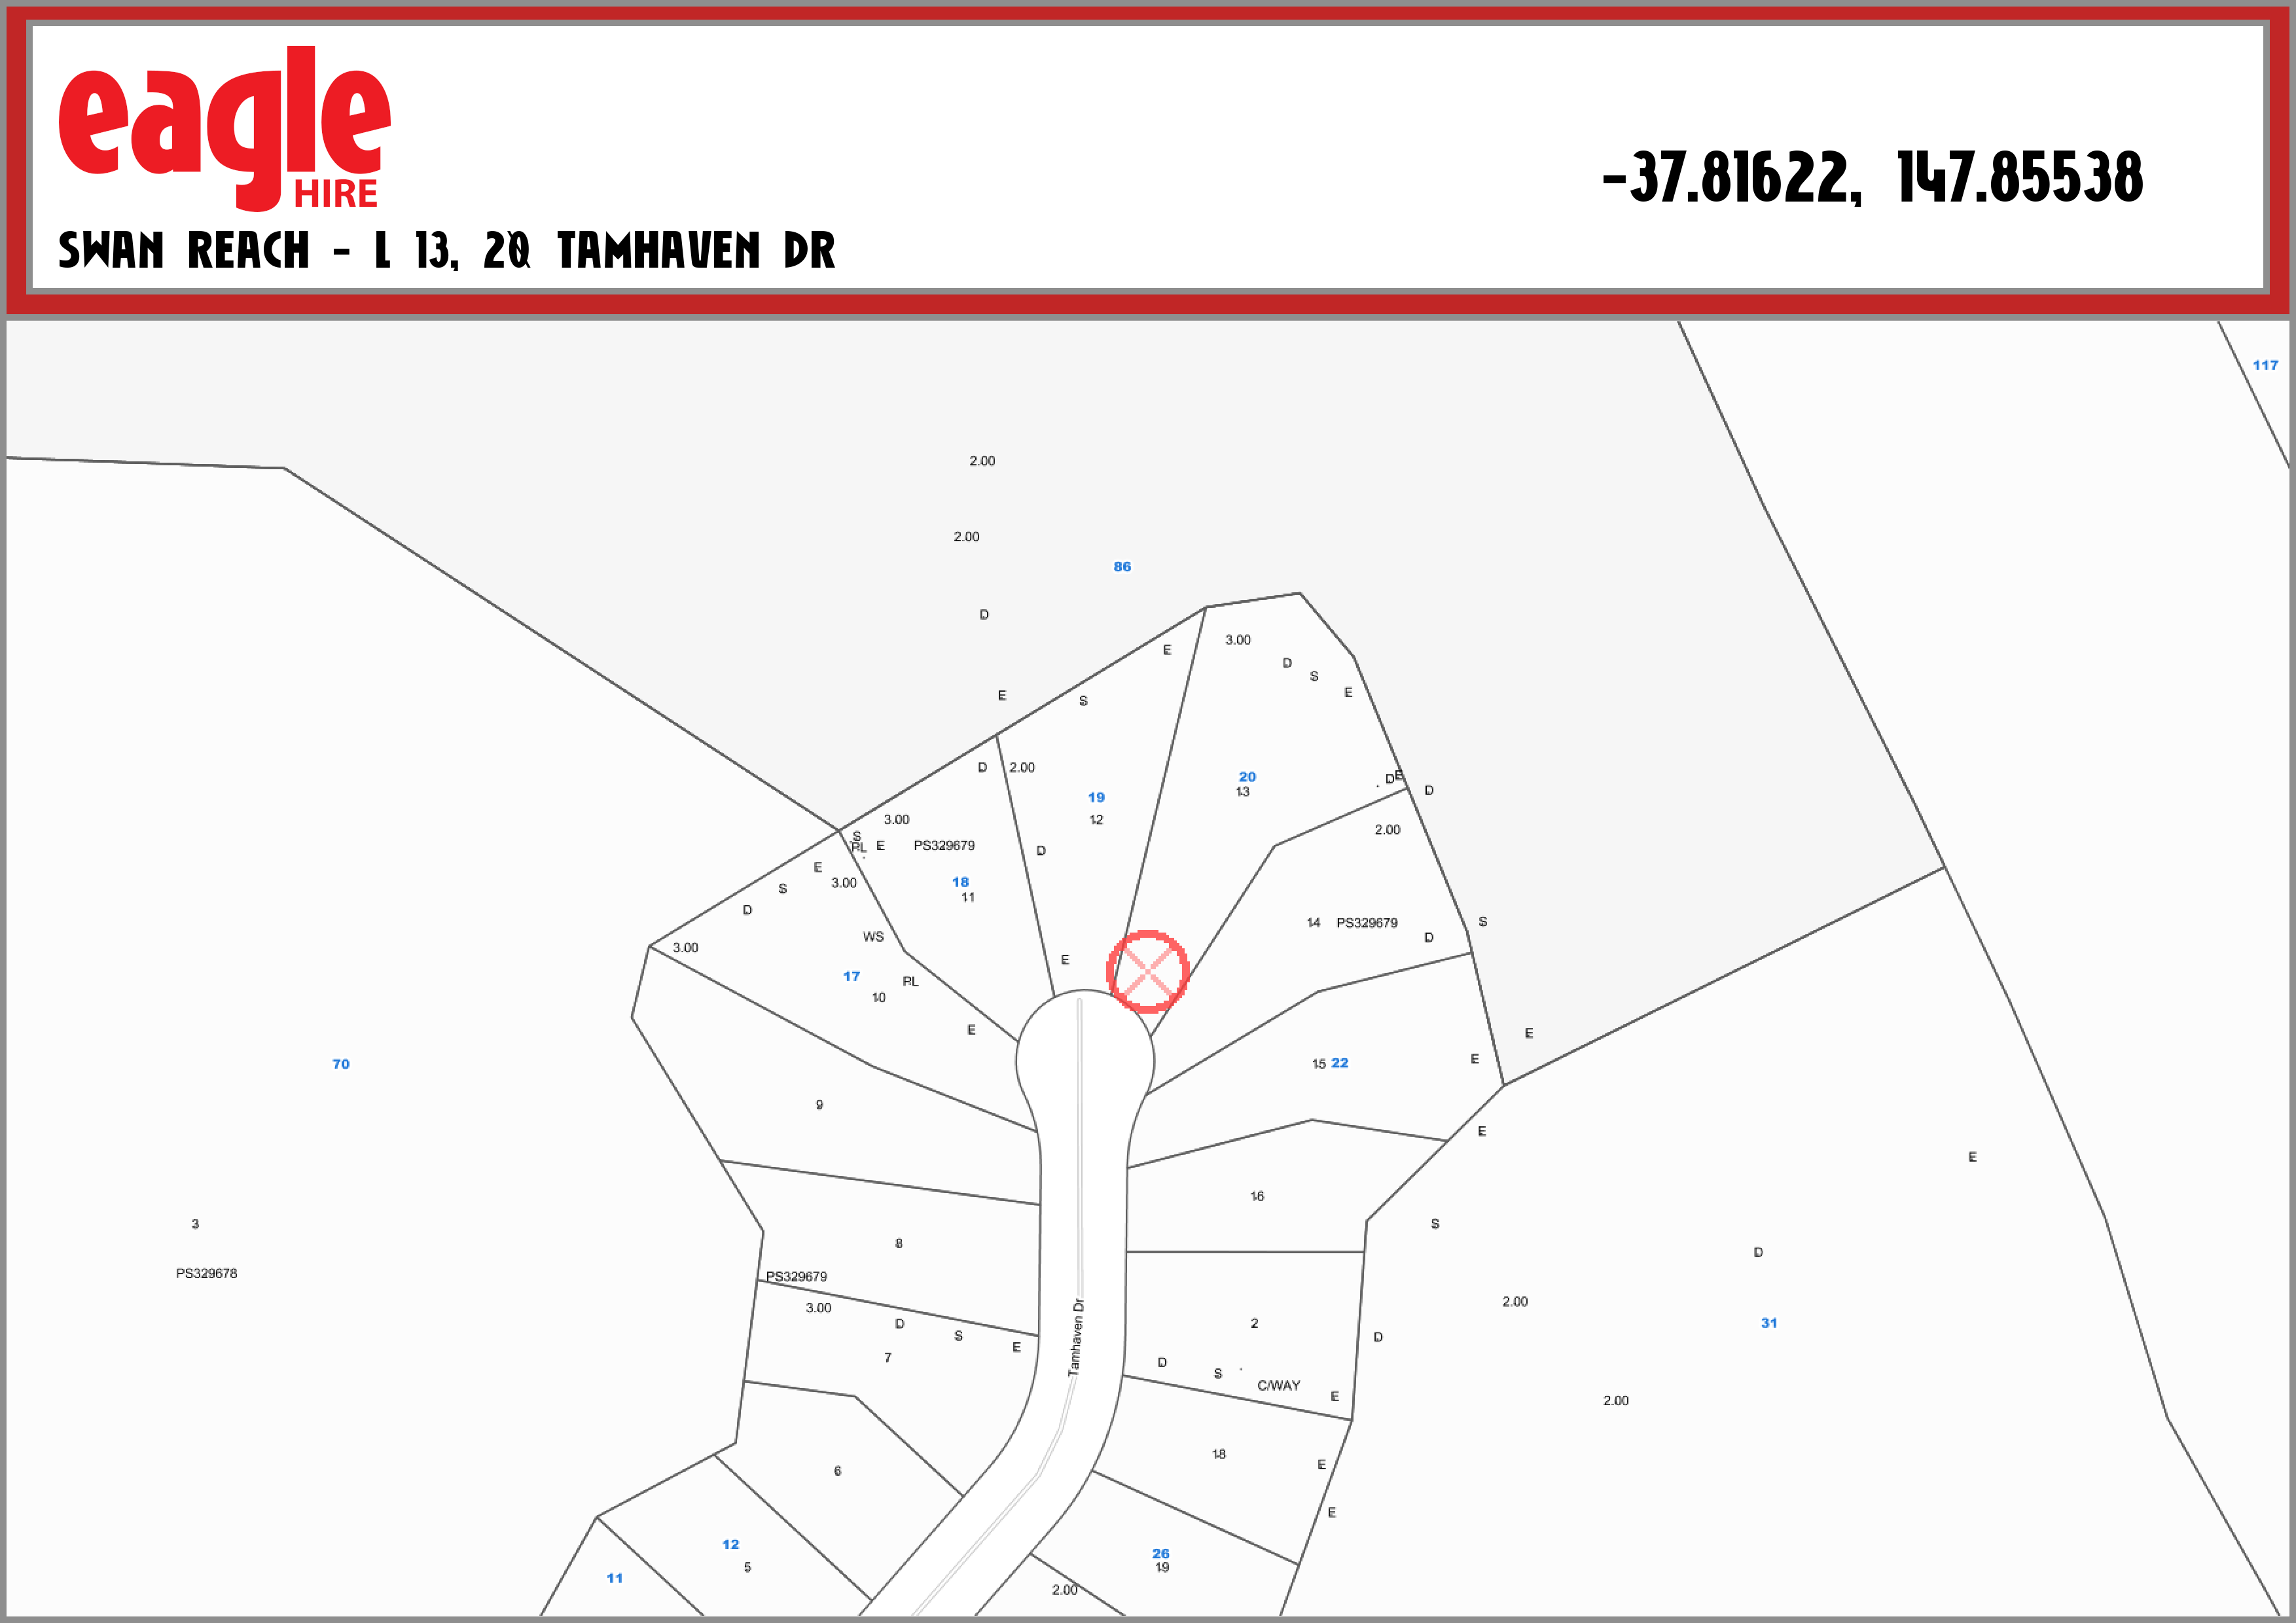 eagle
HIRE
-37.81622, 147.85538
SWAN REACH - L 13, 20 TAMHAVEN DR
117
2.00
2.00
86
D
E
S
E
3.00
D
S
E
D
2.00
19
12
20
13
D
E
D
3.00
S
PL
E
PS329679
18
11
D
2.00
E
3.00
S
D
WS
3.00
17
10
PL
E
E
14
PS329679
D
S
70
9
15
22
E
E
E
E
3
PS329678
8
16
S
D
PS329679
3.00
D
S
E
7
Tamhaven Dr
2
D
S
C/WAY
E
D
2.00
31
2.00
6
18
E
E
12
5
11
26
19
2.00